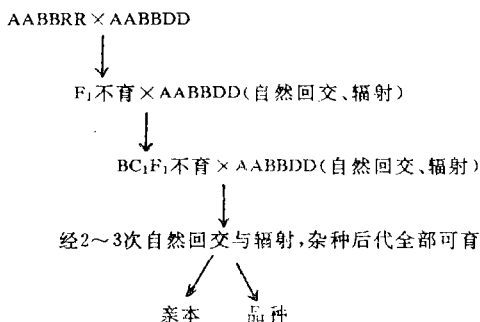 AABBRR×AABBDD
F₁不育×AABBDD(自然回交、辐射)
BC₁F₁不育×AABBDD(自然回交、辐射)
经2～3次自然回交与辐射,杂种后代全部可育
亲本 品种